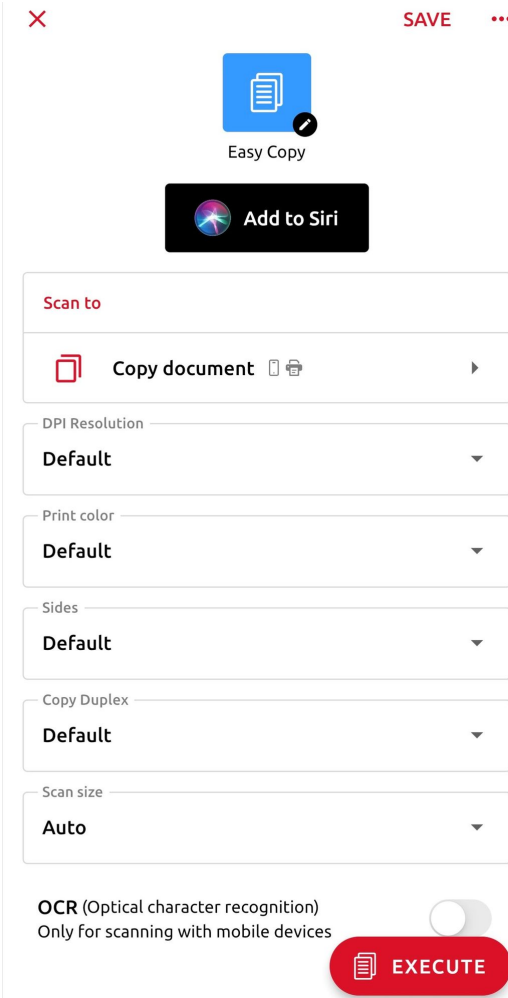 SAVE
Easy Copy
Add to Siri
Scan to
Copy document
DPI Resolution
Default
Print color
Default
Sides
Default
Copy Duplex
Default
Scan size
Auto
OCR (Optical character recognition)
Only for scanning with mobile devices
EXECUTE